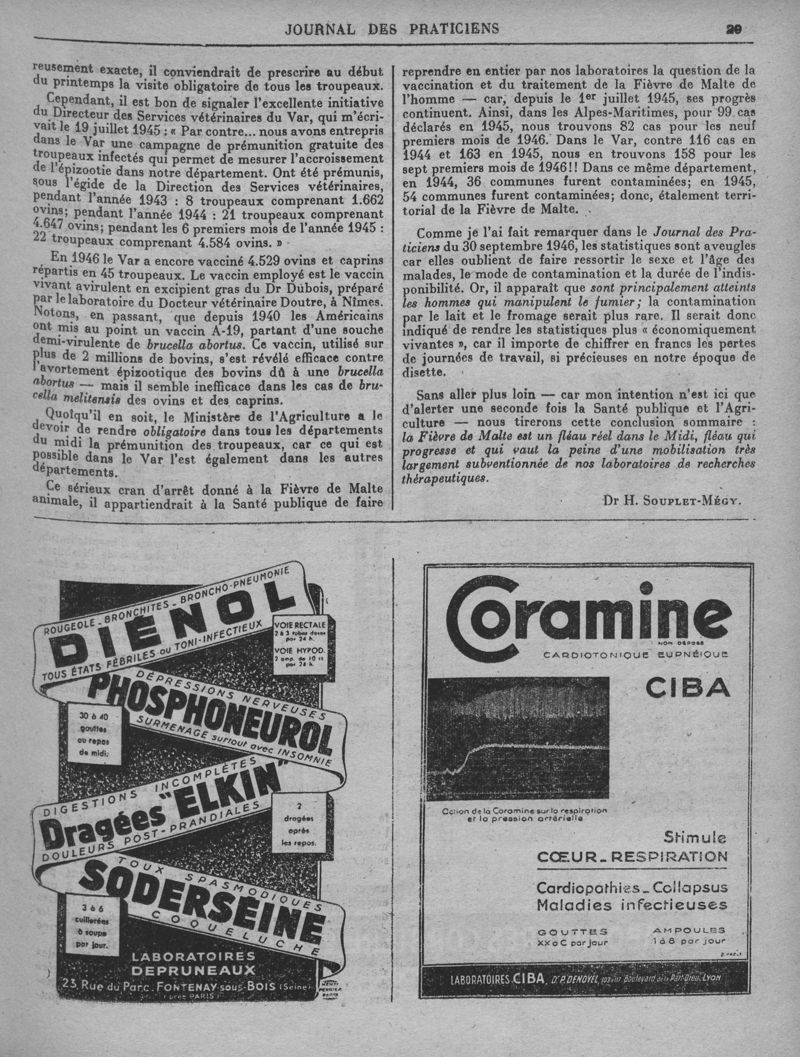 JOURNAL DES PRATICIENS
29
reusement exacte, il conviendrait de prescrire au début
du printemps la visite obligatoire de tous les troupeaux.
Cependant, il est bon de signaler l'excellente initiative
du Directeur des Services vétérinaires du Var, qui m'écri-
vait le 19 juillet 1945 : « Par contre... nous avons entrepris
dans le Var une campagne de prémunition gratuite des
troupeaux infectés qui permet de mesurer l'accroissement
de l'épizootie dans notre département. Ont été prémunis,
sous l'égide de la Direction des Services vétérinaires,
pendant l'année 1943 : 8 troupeaux comprenant 1.662
ovins; pendant l'année 1944 : 21 troupeaux comprenant
4.647 ovins; pendant les 6 premiers mois de l'année 1945 :
22 troupeaux comprenant 4.584 ovins. »
En 1946 le Var a encore vacciné 4.529 ovins et caprins
répartis en 45 troupeaux. Le vaccin employé est le vaccin
vivant avirulent en excipient gras du Dr Dubois, préparé
par le laboratoire du Docteur vétérinaire Doutre, à Nîmes.
Notons, en passant, que depuis 1940 les Américains
ont mis au point un vaccin A-19, partant d'une souche
demi-virulente de brucella abortus. Ce vaccin, utilisé sur
plus de 2 millions de bovins, s'est révélé efficace contre
l'avortement épizootique des bovins dû à une brucella
abortus — mais il semble inefficace dans les cas de bru-
cella melitensis des ovins et des caprins.
Quoiqu'il en soit, le Ministère de l'Agriculture a le
devoir de rendre obligatoire dans tous les départements
du midi la prémunition des troupeaux, car ce qui est
possible dans le Var l'est également dans les autres
départements.
Ce sérieux cran d'arrêt donné à la Fièvre de Malte
animale, il appartiendrait à la Santé publique de faire
reprendre en entier par nos laboratoires la question de la
vaccination et du traitement de la Fièvre de Malte de
l'homme — car, depuis le 1er juillet 1945, ses progrès
continuent. Ainsi, dans les Alpes-Maritimes, pour 99 cas
déclarés en 1945, nous trouvons 82 cas pour les neuf
premiers mois de 1946. Dans le Var, contre 116 cas en
1944 et 163 en 1945, nous en trouvons 158 pour les
sept premiers mois de 1946!! Dans ce même département,
en 1944, 36 communes furent contaminées; en 1945,
54 communes furent contaminées; donc, étalement terri-
torial de la Fièvre de Malte.
Comme je l'ai fait remarquer dans le Journal des Pra-
ticiens du 30 septembre 1946, les statistiques sont aveugles
car elles oublient de faire ressortir le sexe et l'âge des
malades, le mode de contamination et la durée de l'indis-
ponibilité. Or, il apparaît que sont principalement atteints
les hommes qui manipulent le fumier; la contamination
par le lait et le fromage serait plus rare. Il serait donc
indiqué de rendre les statistiques plus « économiquement
vivantes », car il importe de chiffrer en francs les pertes
de journées de travail, si précieuses en notre époque de
disette.
Sans aller plus loin — car mon intention n'est ici que
d'alerter une seconde fois la Santé publique et l'Agri-
culture — nous tirerons cette conclusion sommaire :
la Fièvre de Malte est un fléau réel dans le Midi, fléau qui
progresse et qui vaut la peine d'une mobilisation très
largement subventionnée de nos laboratoires de recherches
thérapeutiques.
Dr H. SOUPLET-MÉGY.
ROUGEOLE - BRONCHITES - BRONCHO-PNEUMONIE
DIENOL
TOUS ÉTATS FÉBRILES OU TONI-INFECTIEUX
VOIE RECTALE
par 24 h.
VOIE HYPOD.
2 amp. de 10 cc
par 24 h.
DÉPRESSIONS NERVEUSES
PHOSPHONEUROL
SURMENAGE surtout avec INSOMNIE
30 à 40
gouttes
au repas
de midi.
DIGESTIONS INCOMPLÈTES
Dragées "ELKIN"
DOULEURS POST-PRANDIALES
2
dragées
après
les repas.
TOUX SPASMODIQUES
SODERSEINE
COQUELUCHE
3 à 6
cuillerées
à soupe
par jour.
LABORATOIRES
DEPRUNEAUX
23 Rue du Parc. FONTENAY-sous-BOIS (Seine)
(près PARIS)
Coramine
NOM DÉPOSÉ
CARDIOTONIQUE EUPNÉIQUE
CIBA
Action de la Coramine sur la respiration
et la pression artérielle
Stimule
CŒUR - RESPIRATION
Cardiopathies - Collapsus
Maladies infectieuses
GOUTTES
XX à C par jour
AMPOULES
1 à 8 par jour
LABORATOIRES CIBA, Dr P. DENOYEL, 103 à 117 Boulevard de la Part-Dieu, LYON